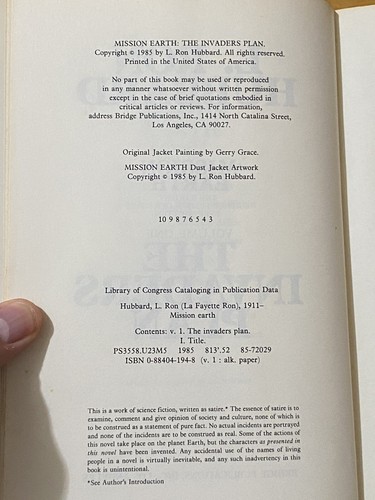 MISSION EARTH: THE INVADERS PLAN.
Copyright © 1985 by L. Ron Hubbard. All rights reserved.
Printed in the United States of America.
No part of this book may be used or reproduced
in any manner whatsoever without written permission
except in the case of brief quotations embodied in
critical articles or reviews. For information,
address Bridge Publications, Inc., 1414 North Catalina Street,
Los Angeles, CA 90027.
Original Jacket Painting by Gerry Grace.
MISSION EARTH Dust Jacket Artwork
Copyright © 1985 by L. Ron Hubbard.
10 9 8 7 6 5 4 3
Library of Congress Cataloging in Publication Data
Hubbard, L. Ron (La Fayette Ron), 1911–
Mission earth
Contents: v. 1. The invaders plan.
I. Title.
PS3558.U23M5 1985 813'.52 85-72029
ISBN 0-88404-194-8 (v. 1 : alk. paper)
This is a work of science fiction, written as satire.* The essence of satire is to
examine, comment and give opinion of society and culture, none of which is
to be construed as a statement of pure fact. No actual incidents are portrayed
and none of the incidents are to be construed as real. Some of the actions of
this novel take place on the planet Earth, but the characters as presented in
this novel have been invented. Any accidental use of the names of living
people in a novel is virtually inevitable, and any such inadvertency in this
book is unintentional.
*See Author's Introduction